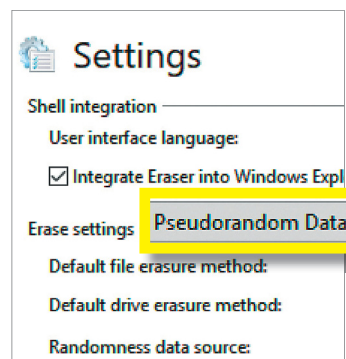 Settings
Shell integration
User interface language:
Integrate Eraser into Windows Expl
Erase settings
Pseudorandom Data
Default file erasure method:
Default drive erasure method:
Randomness data source: